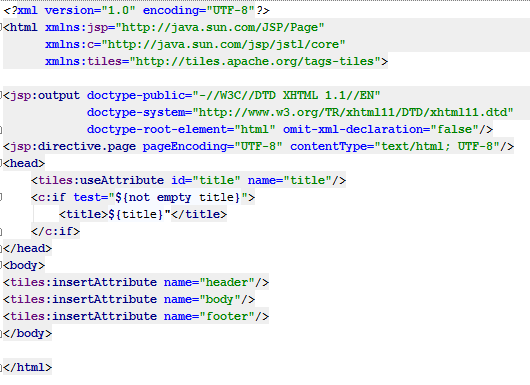 <?xml version="1.0" encoding="UTF-8"?>
<html xmlns:jsp="http://java.sun.com/JSP/Page"
      xmlns:c="http://java.sun.com/jsp/jstl/core"
      xmlns:tiles="http://tiles.apache.org/tags-tiles">

<jsp:output doctype-public="-//W3C//DTD XHTML 1.1//EN"
            doctype-system="http://www.w3.org/TR/xhtml11/DTD/xhtml11.dtd"
            doctype-root-element="html" omit-xml-declaration="false"/>
<jsp:directive.page pageEncoding="UTF-8" contentType="text/html; UTF-8"/>
<head>
    <tiles:useAttribute id="title" name="title"/>
    <c:if test="${not empty title}">
        <title>${title}"</title>
    </c:if>
</head>
<body>
<tiles:insertAttribute name="header"/>
<tiles:insertAttribute name="body"/>
<tiles:insertAttribute name="footer"/>
</body>

</html>